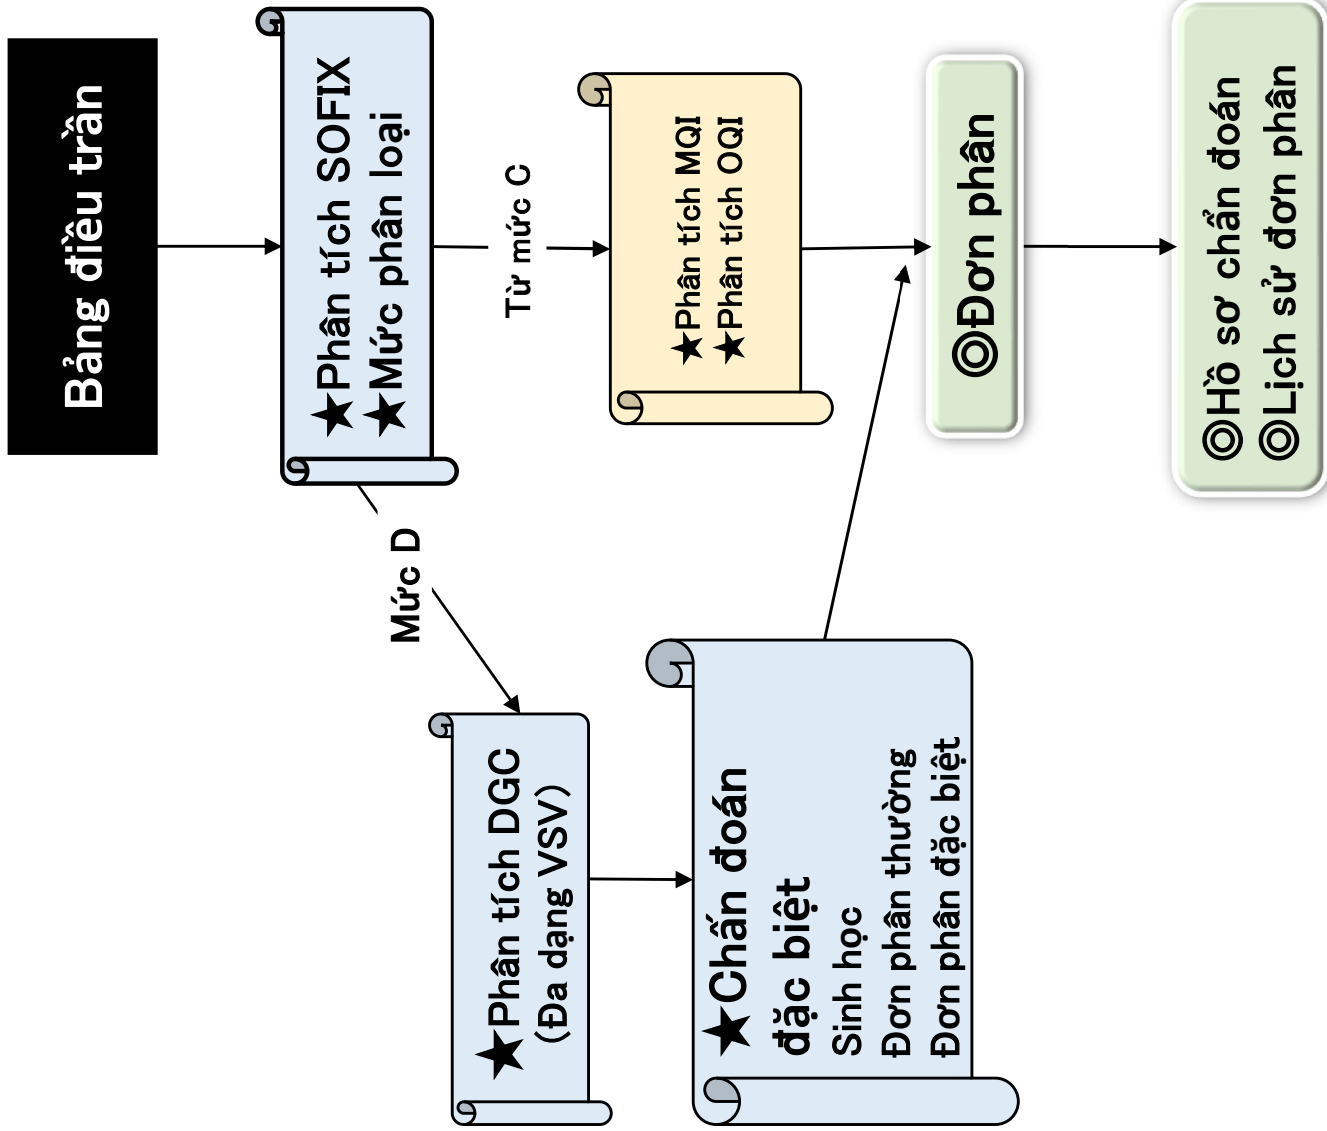 Bảng điều trần
★Phân tích SOFIX
★Mức phân loại
Từ mức C
★Phân tích MQI
★Phân tích OQI
◎Đơn phân
◎Hồ sơ chẩn đoán
◎Lịch sử đơn phân
Mức D
★Phân tích DGC
(Đa dạng VSV)
★Chấn đoán
đặc biệt
Sinh học
Đơn phân thường
Đơn phân đặc biệt